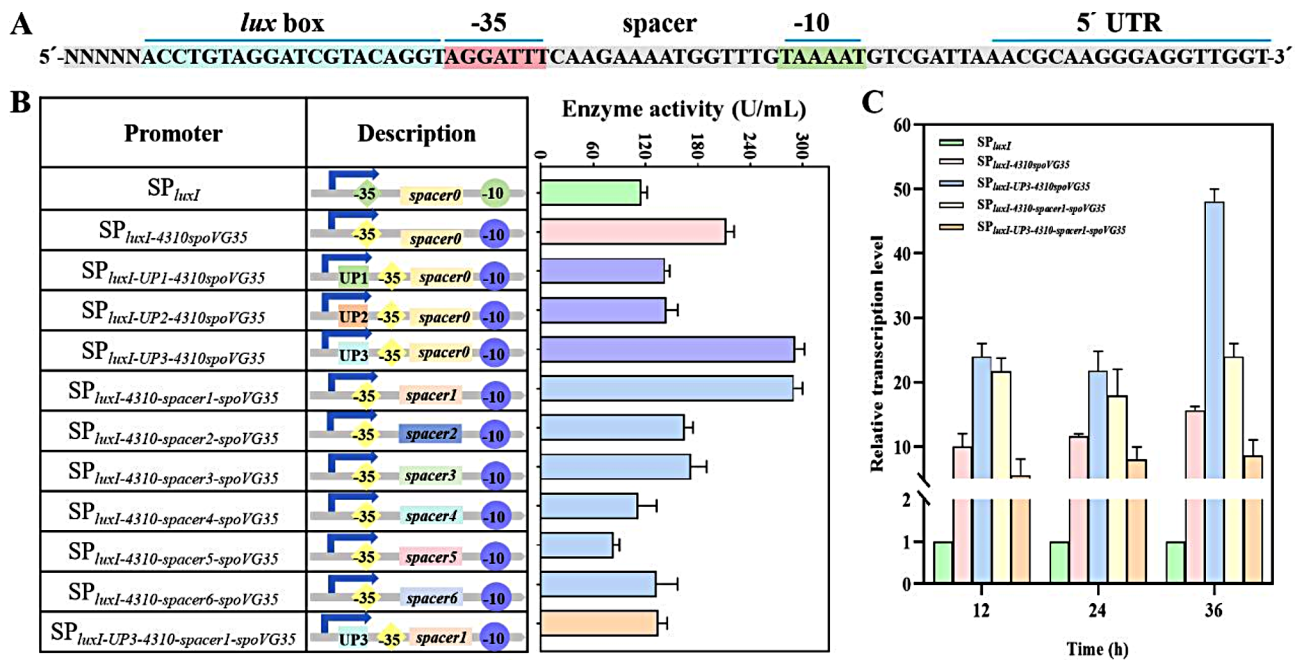 A
lux box -35 spacer -10 5´ UTR
5´-NNNNNACCTGTAGGATCGTACAGGTAGGATTTCAAGAAAATGGTTTGTAAAATGTCGATTAAACGCAAGGGAGGTTGGT-3´
B
Promoter Description Enzyme activity (U/mL)
0 60 120 180 240 300
SPluxI -35 spacer0 -10
SPluxI-4310spoVG35 -35 spacer0 -10
SPluxI-UP1-4310spoVG35 UP1 -35 spacer0 -10
SPluxI-UP2-4310spoVG35 UP2 -35 spacer0 -10
SPluxI-UP3-4310spoVG35 UP3 -35 spacer0 -10
SPluxI-4310-spacer1-spoVG35 -35 spacer1 -10
SPluxI-4310-spacer2-spoVG35 -35 spacer2 -10
SPluxI-4310-spacer3-spoVG35 -35 spacer3 -10
SPluxI-4310-spacer4-spoVG35 -35 spacer4 -10
SPluxI-4310-spacer5-spoVG35 -35 spacer5 -10
SPluxI-4310-spacer6-spoVG35 -35 spacer6 -10
SPluxI-UP3-4310-spacer1-spoVG35 UP3 -35 spacer1 -10
C
Relative transcription level
60
50
40
30
20
10
2
1
0
SPluxI
SPluxI-4310spoVG35
SPluxI-UP3-4310spoVG35
SPluxI-4310-spacer1-spoVG35
SPluxI-UP3-4310-spacer1-spoVG35
12 24 36
Time (h)